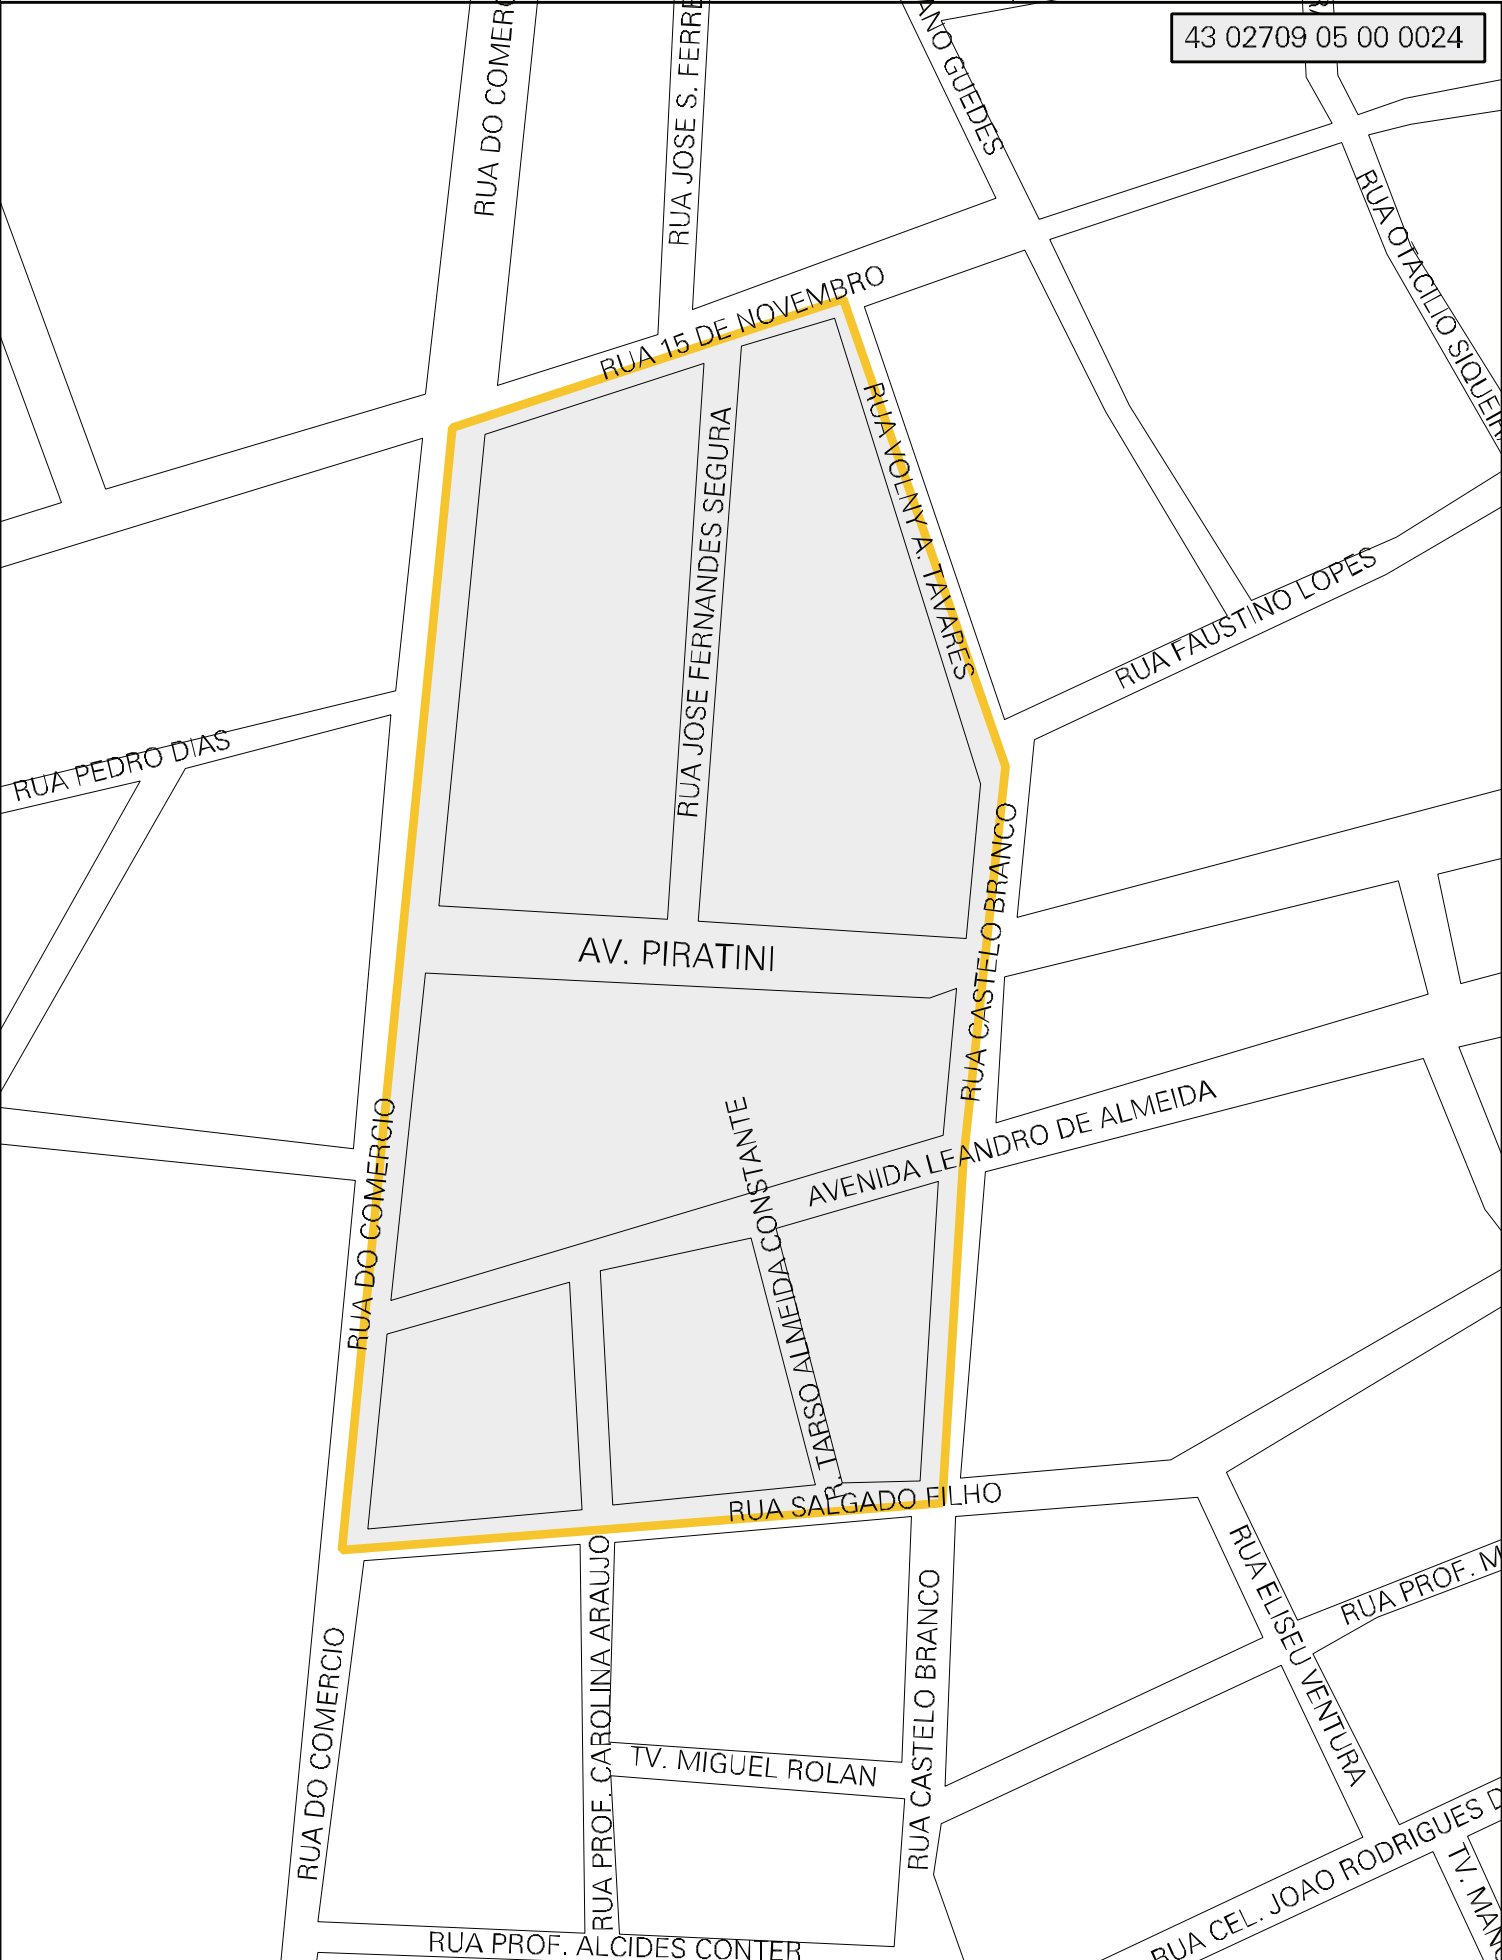 43 02709 05 00 0024
RUA DO COMERC
RUA JOSE S. FERRE
ANO GUEDES
RUA OTACILIO SIQUEIR
RUA 15 DE NOVEMBRO
RUA VOLNY A. TAVARES
RUA JOSE FERNANDES SEGURA
RUA FAUSTINO LOPES
RUA PEDRO DIAS
RUA CASTELO BRANCO
AV. PIRATINI
AVENIDA LEANDRO DE ALMEIDA
R. TARSO ALMEIDA CONSTANTE
RUA DO COMERCIO
RUA SALGADO FILHO
RUA PROF. CAROLINA ARAUJO
RUA ELISEU VENTURA
RUA PROF. M
RUA DO COMERCIO
RUA CASTELO BRANCO
TV. MIGUEL ROLAN
RUA CEL. JOAO RODRIGUES D
TV. MAN
RUA PROF. ALCIDES CONTER